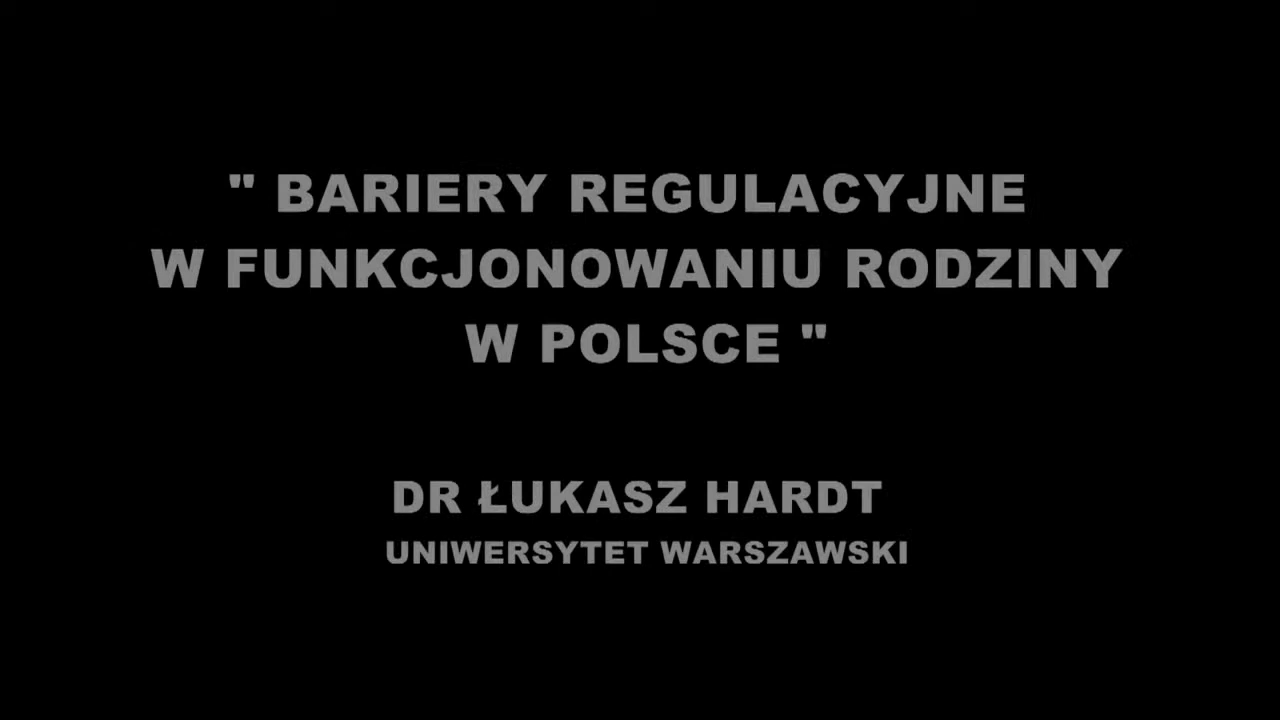 " BARIERY REGULACYJNE
W FUNKCJONOWANIU RODZINY
W POLSCE "
DR ŁUKASZ HARDT
UNIWERSYTET WARSZAWSKI